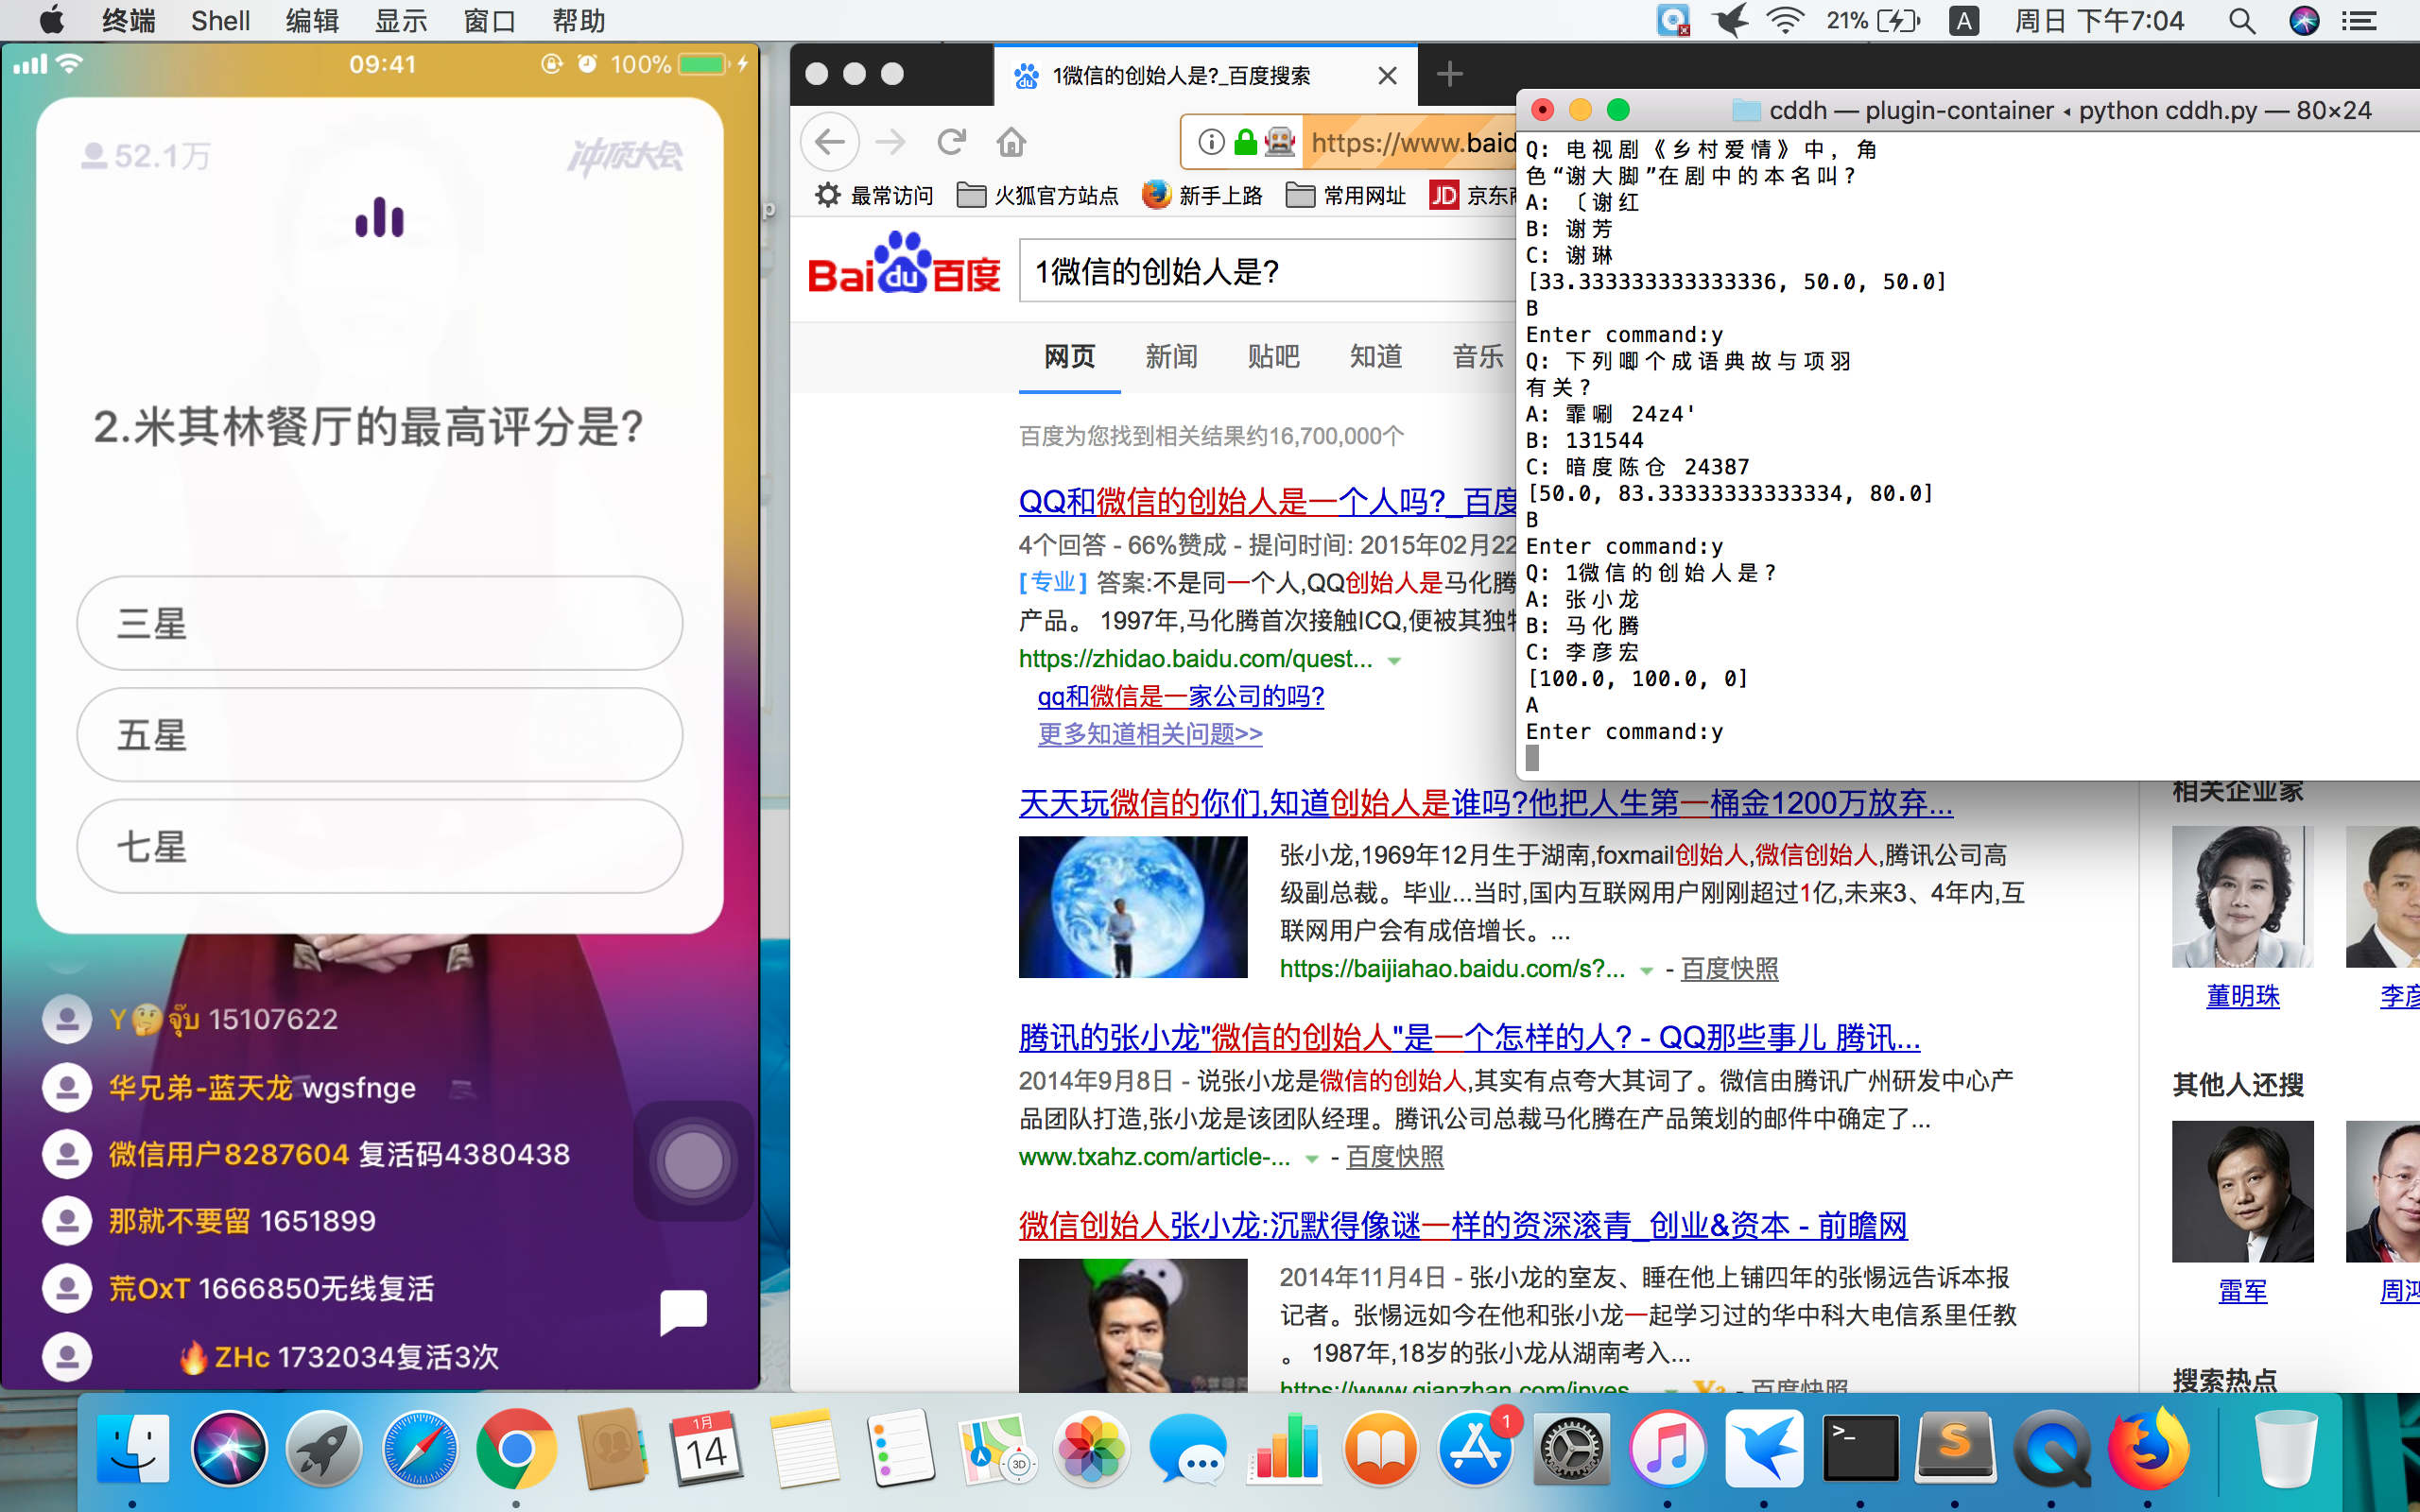 终端 Shell 编辑 显示 窗口 帮助
21% A 周日 下午7:04
09:41 100%
52.1万 冲顶大会
2.米其林餐厅的最高评分是?
三星
五星
七星
Y🤔จุ๊บ 15107622
华兄弟-蓝天龙 wgsfnge
微信用户8287604 复活码4380438
那就不要留 1651899
荒OxT 1666850无线复活
🔥ZHc 1732034复活3次
1微信的创始人是?_百度搜索
https://www.baid
最常访问 火狐官方站点 新手上路 常用网址 JD 京东商
Bai du 百度 1微信的创始人是?
网页 新闻 贴吧 知道 音乐
百度为您找到相关结果约16,700,000个
QQ和微信的创始人是一个人吗?_百度
4个回答 - 66%赞成 - 提问时间: 2015年02月22
[专业] 答案:不是同一个人,QQ创始人是马化腾
产品。 1997年,马化腾首次接触ICQ,便被其独特
https://zhidao.baidu.com/quest...
qq和微信是一家公司的吗?
更多知道相关问题>>
天天玩微信的你们,知道创始人是谁吗?他把人生第一桶金1200万放弃...
张小龙,1969年12月生于湖南,foxmail创始人,微信创始人,腾讯公司高
级副总裁。毕业...当时,国内互联网用户刚刚超过1亿,未来3、4年内,互
联网用户会有成倍增长。...
https://baijiahao.baidu.com/s?... - 百度快照
腾讯的张小龙"微信的创始人"是一个怎样的人? - QQ那些事儿 腾讯...
2014年9月8日 - 说张小龙是微信的创始人,其实有点夸大其词了。微信由腾讯广州研发中心产
品团队打造,张小龙是该团队经理。腾讯公司总裁马化腾在产品策划的邮件中确定了...
www.txahz.com/article-... - 百度快照
微信创始人张小龙:沉默得像谜一样的资深滚青_创业&资本 - 前瞻网
2014年11月4日 - 张小龙的室友、睡在他上铺四年的张惕远告诉本报
记者。张惕远如今在他和张小龙一起学习过的华中科大电信系里任教
。 1987年,18岁的张小龙从湖南考入...
https://www.qianzhan.com/inves... - 百度快照
相关企业家
董明珠 李彦
其他人还搜
雷军 周鸿
搜索热点
cddh — plugin-container ◂ python cddh.py — 80×24
Q: 电视剧《乡村爱情》中，角
色“谢大脚”在剧中的本名叫?
A: 〔谢红
B: 谢芳
C: 谢琳
[33.333333333333336, 50.0, 50.0]
B
Enter command:y
Q: 下列唧个成语典故与项羽
有关?
A: 霏唰 24z4'
B: 131544
C: 暗度陈仓 24387
[50.0, 83.33333333333334, 80.0]
B
Enter command:y
Q: 1微信的创始人是?
A: 张小龙
B: 马化腾
C: 李彦宏
[100.0, 100.0, 0]
A
Enter command:y
1月
14
3D
1